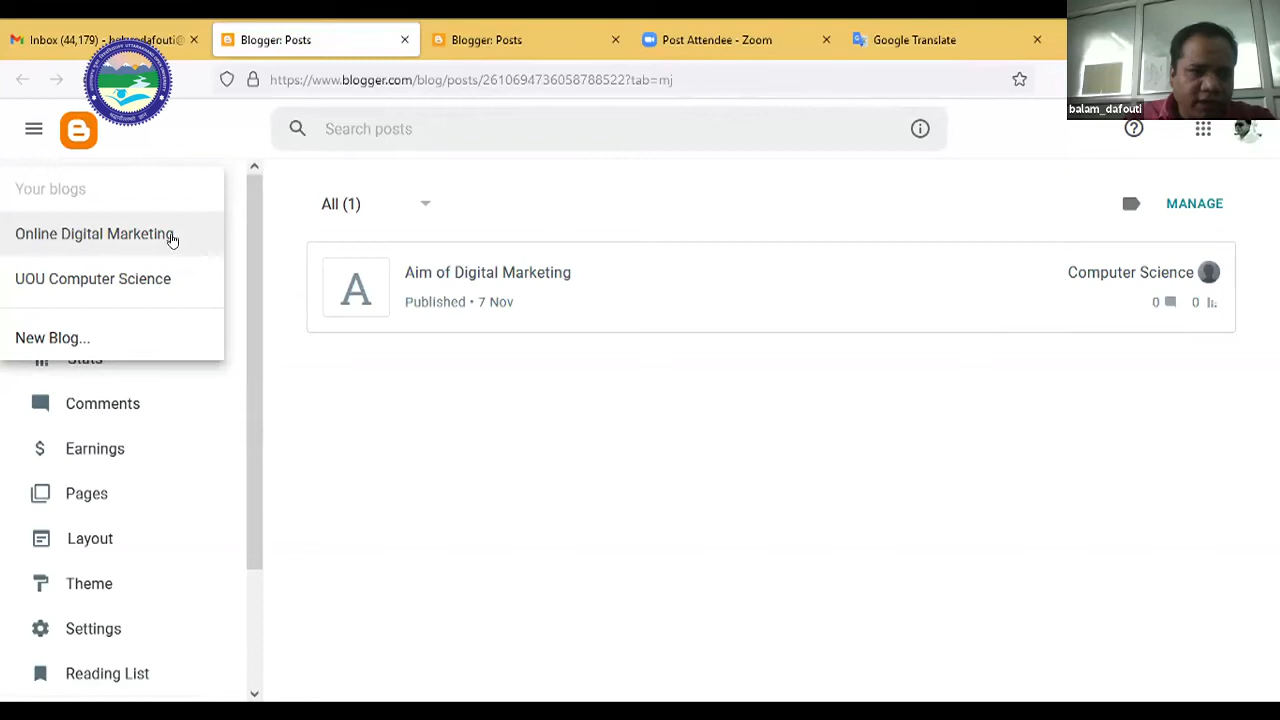 Inbox (44,179) - balamdafouti@
Blogger: Posts
Blogger: Posts
Post Attendee - Zoom
Google Translate
https://www.blogger.com/blog/posts/2610694736058788522?tab=mj
balam_dafouti
Search posts
Your blogs
Online Digital Marketing
UOU Computer Science
New Blog...
Stats
Comments
Earnings
Pages
Layout
Theme
Settings
Reading List
All (1)
MANAGE
A
Aim of Digital Marketing
Published • 7 Nov
Computer Science
0
0